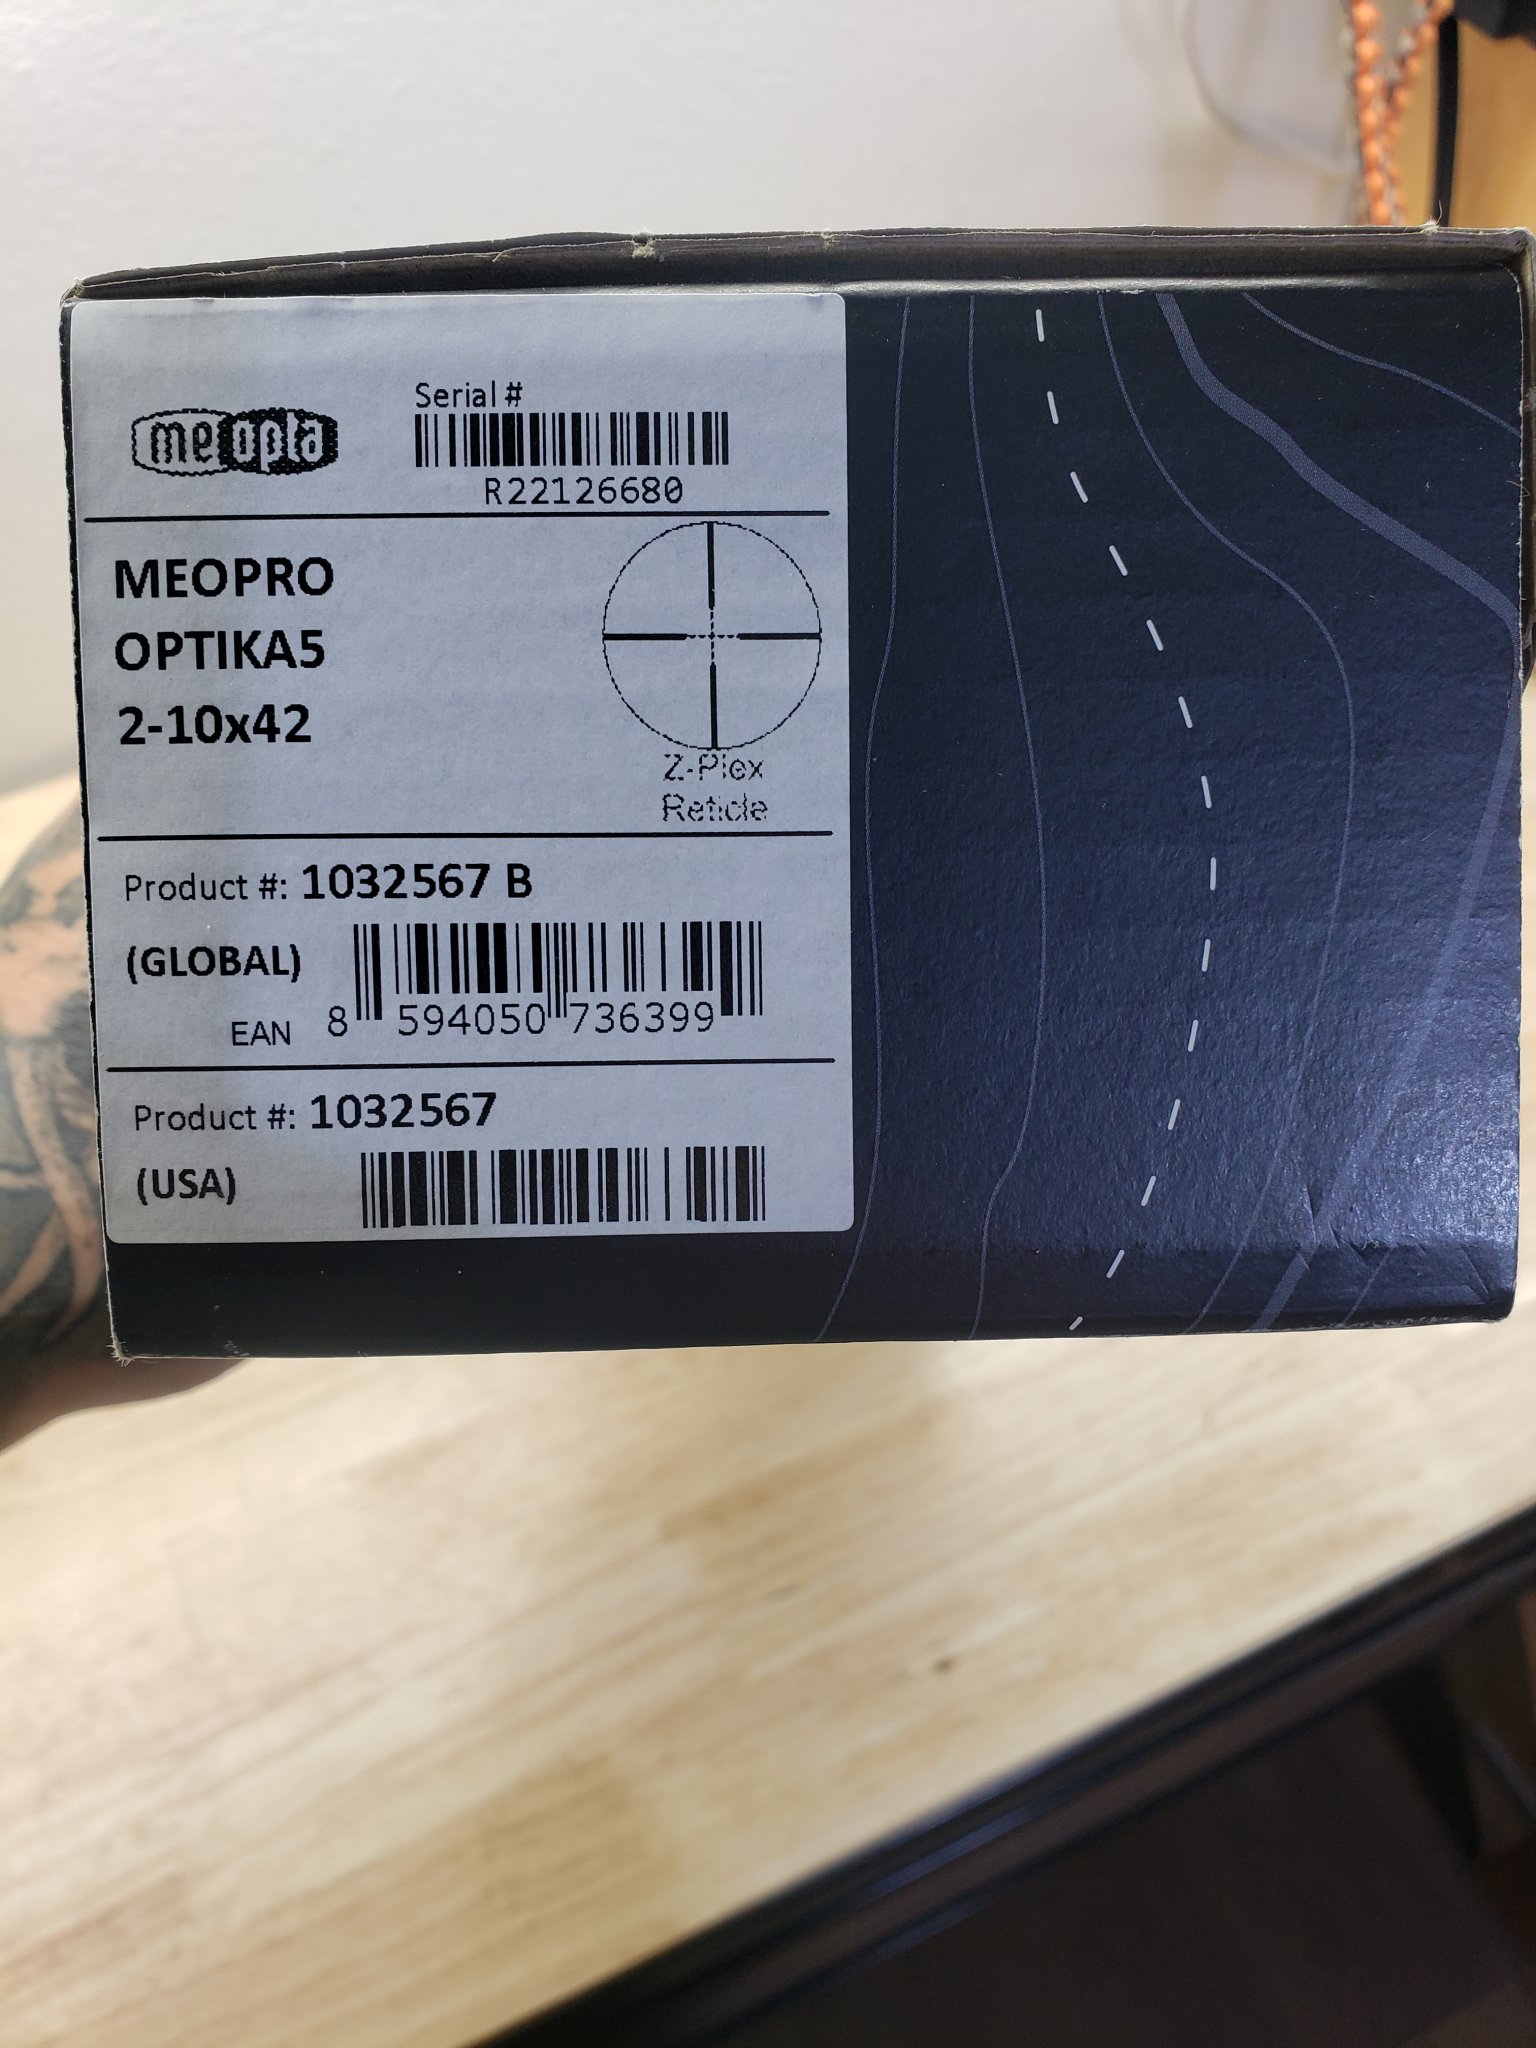 meopta
Serial #
R22126680
MEOPRO
OPTIKA5
2-10x42
Z-Plex
Reticle
Product #: 1032567 B
(GLOBAL)
EAN 8 594050 736399
Product #: 1032567
(USA)